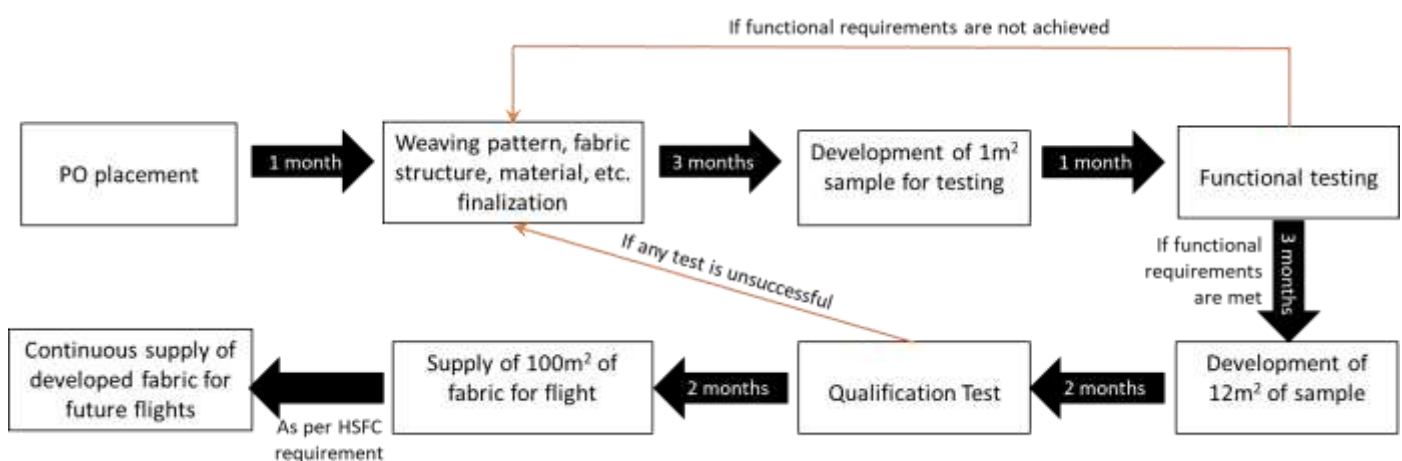 If functional requirements are not achieved
PO placement
1 month
Weaving pattern, fabric
structure, material, etc.
finalization
3 months
Development of 1m²
sample for testing
1 month
Functional testing
If any test is unsuccessful
If functional
requirements
are met
3 months
Continuous supply of
developed fabric for
future flights
As per HSFC
requirement
Supply of 100m² of
fabric for flight
2 months
Qualification Test
2 months
Development of
12m² of sample